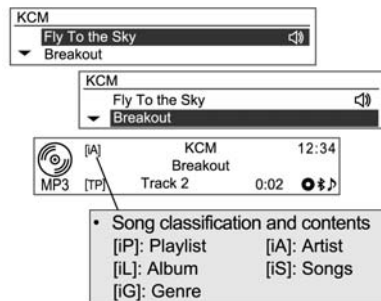 KCM
Fly To the Sky
Breakout
KCM
Fly To the Sky
Breakout
[iA] KCM 12:34
Breakout
MP3 [TP] Track 2 0:02
• Song classification and contents
[iP]: Playlist [iA]: Artist
[iL]: Album [iS]: Songs
[iG]: Genre